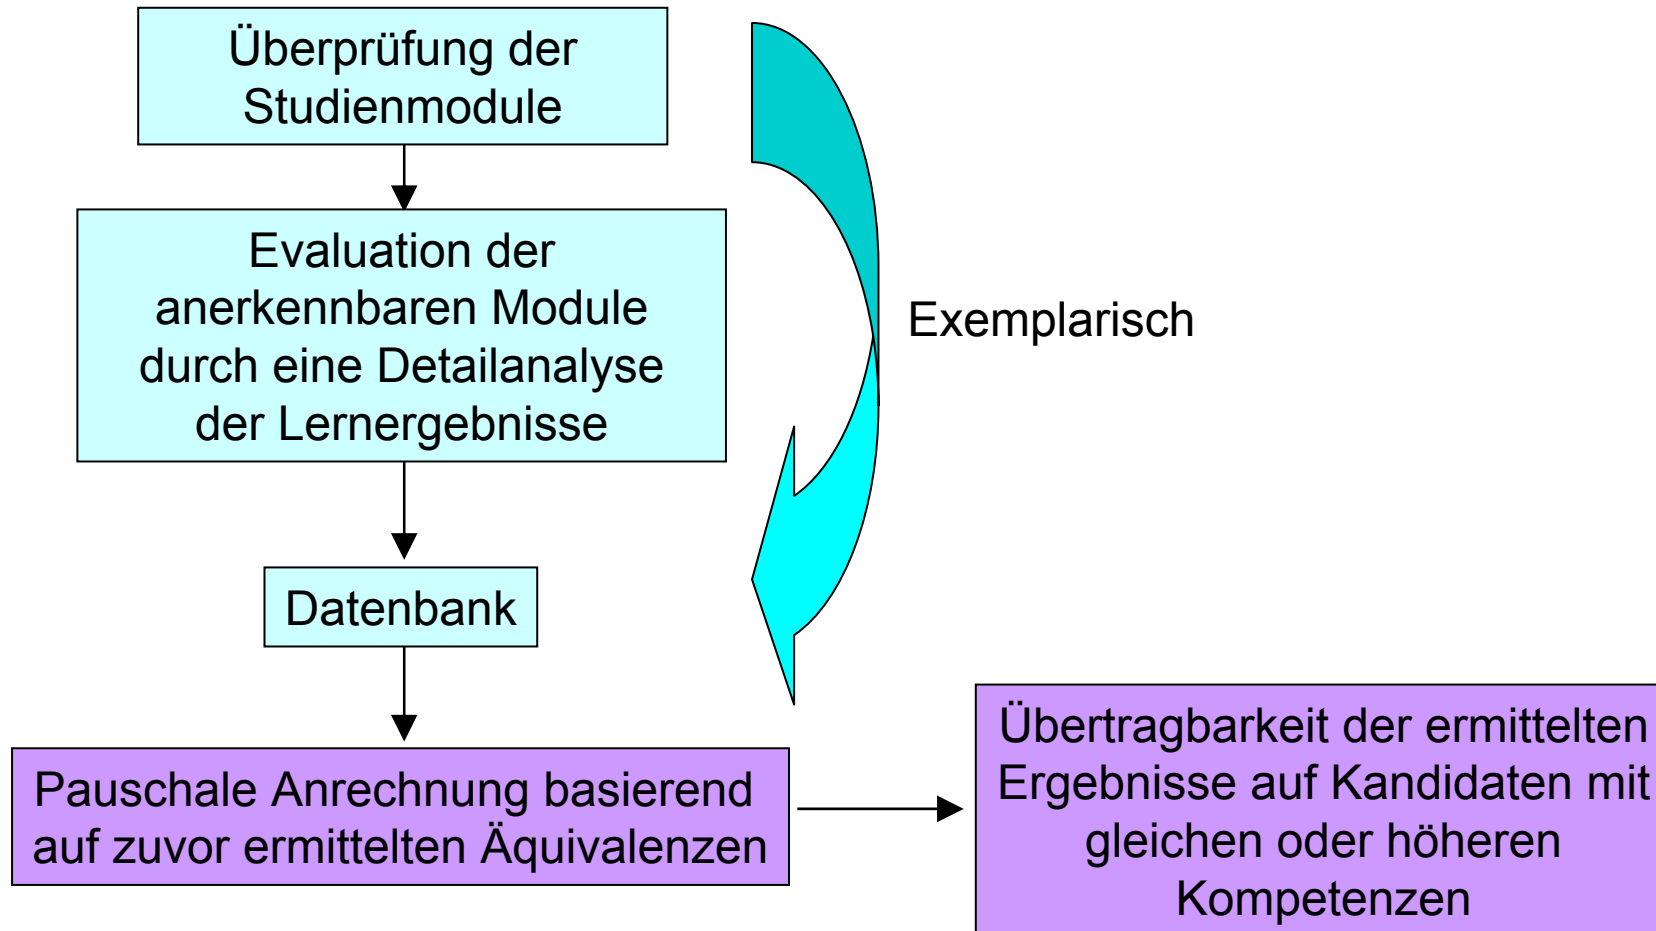 Überprüfung der
Studienmodule
Evaluation der
anerkennbaren Module
durch eine Detailanalyse
der Lernergebnisse
Exemplarisch
Datenbank
Pauschale Anrechnung basierend
auf zuvor ermittelten Äquivalenzen
Übertragbarkeit der ermittelten
Ergebnisse auf Kandidaten mit
gleichen oder höheren
Kompetenzen